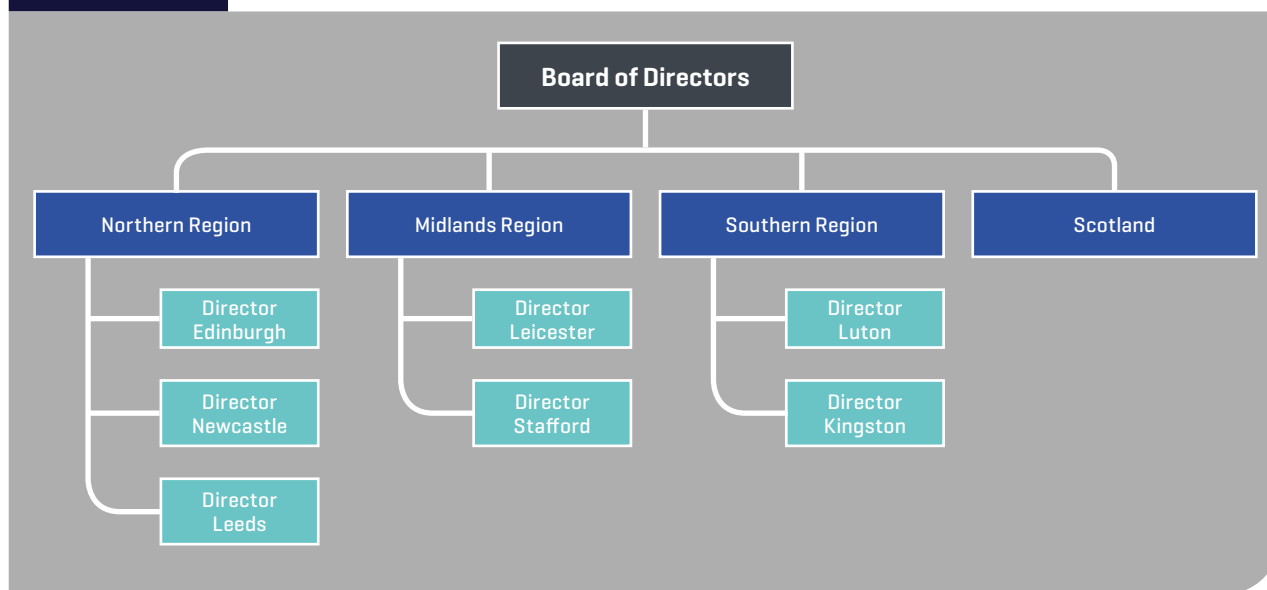 Board of Directors
Northern Region
Midlands Region
Southern Region
Scotland
Director
Edinburgh
Director
Newcastle
Director
Leeds
Director
Leicester
Director
Stafford
Director
Luton
Director
Kingston